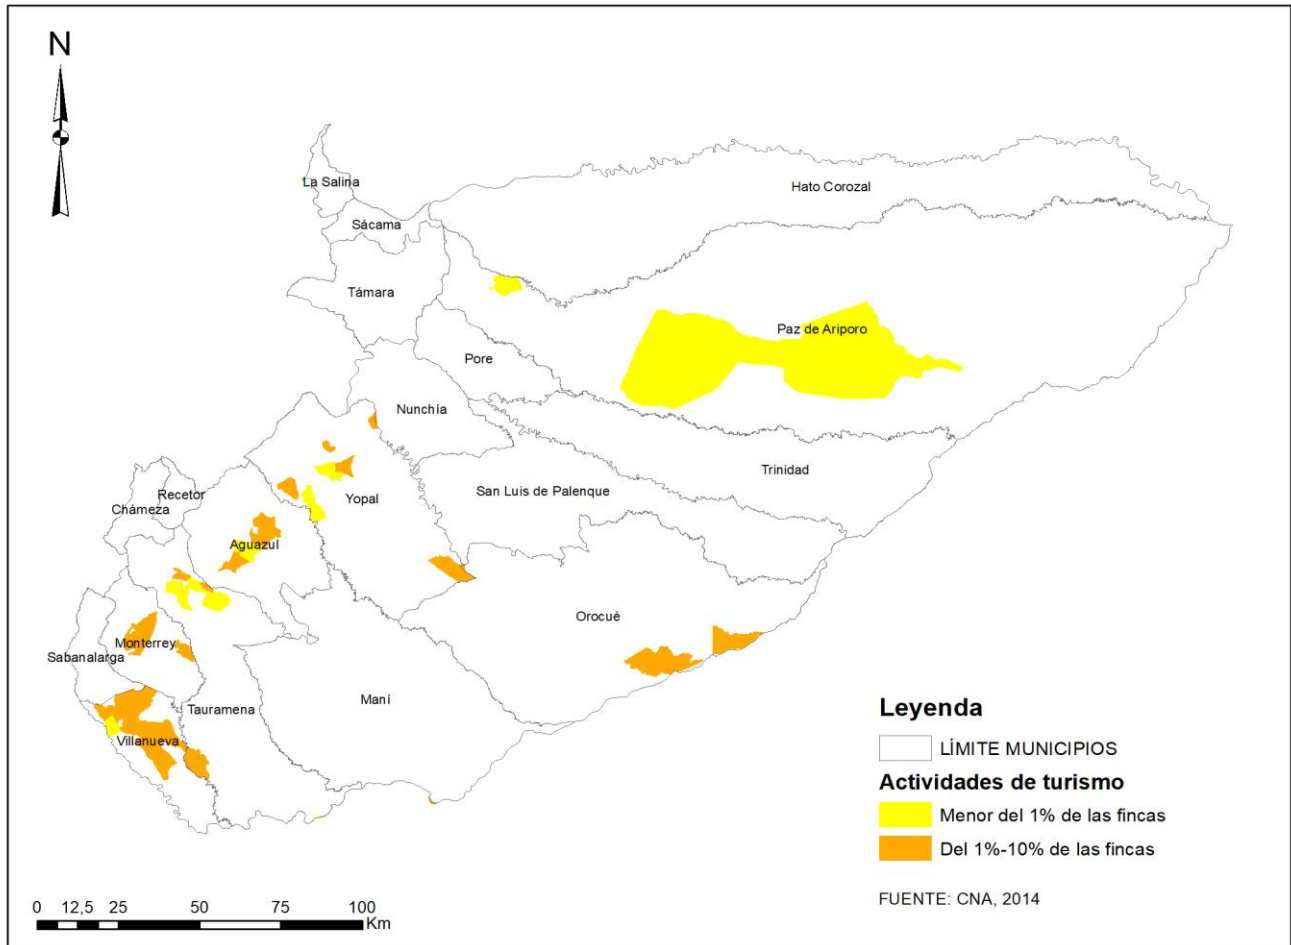 N
La Salina
Hato Corozal
Sácama
Támara
Paz de Ariporo
Pore
Nunchía
Trinidad
San Luis de Palenque
Yopal
Recetor
Chámeza
Aguazul
Orocué
Monterrey
Sabanalarga
Maní
Tauramena
Villanueva
Leyenda
LÍMITE MUNICIPIOS
Actividades de turismo
Menor del 1% de las fincas
Del 1%-10% de las fincas
FUENTE: CNA, 2014
0 12,5 25 50 75 100
Km